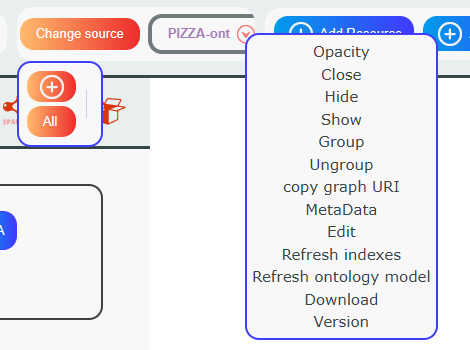 Change source
PIZZA-ont
Add Resource
All
A
Opacity
Close
Hide
Show
Group
Ungroup
copy graph URI
MetaData
Edit
Refresh indexes
Refresh ontology model
Download
Version